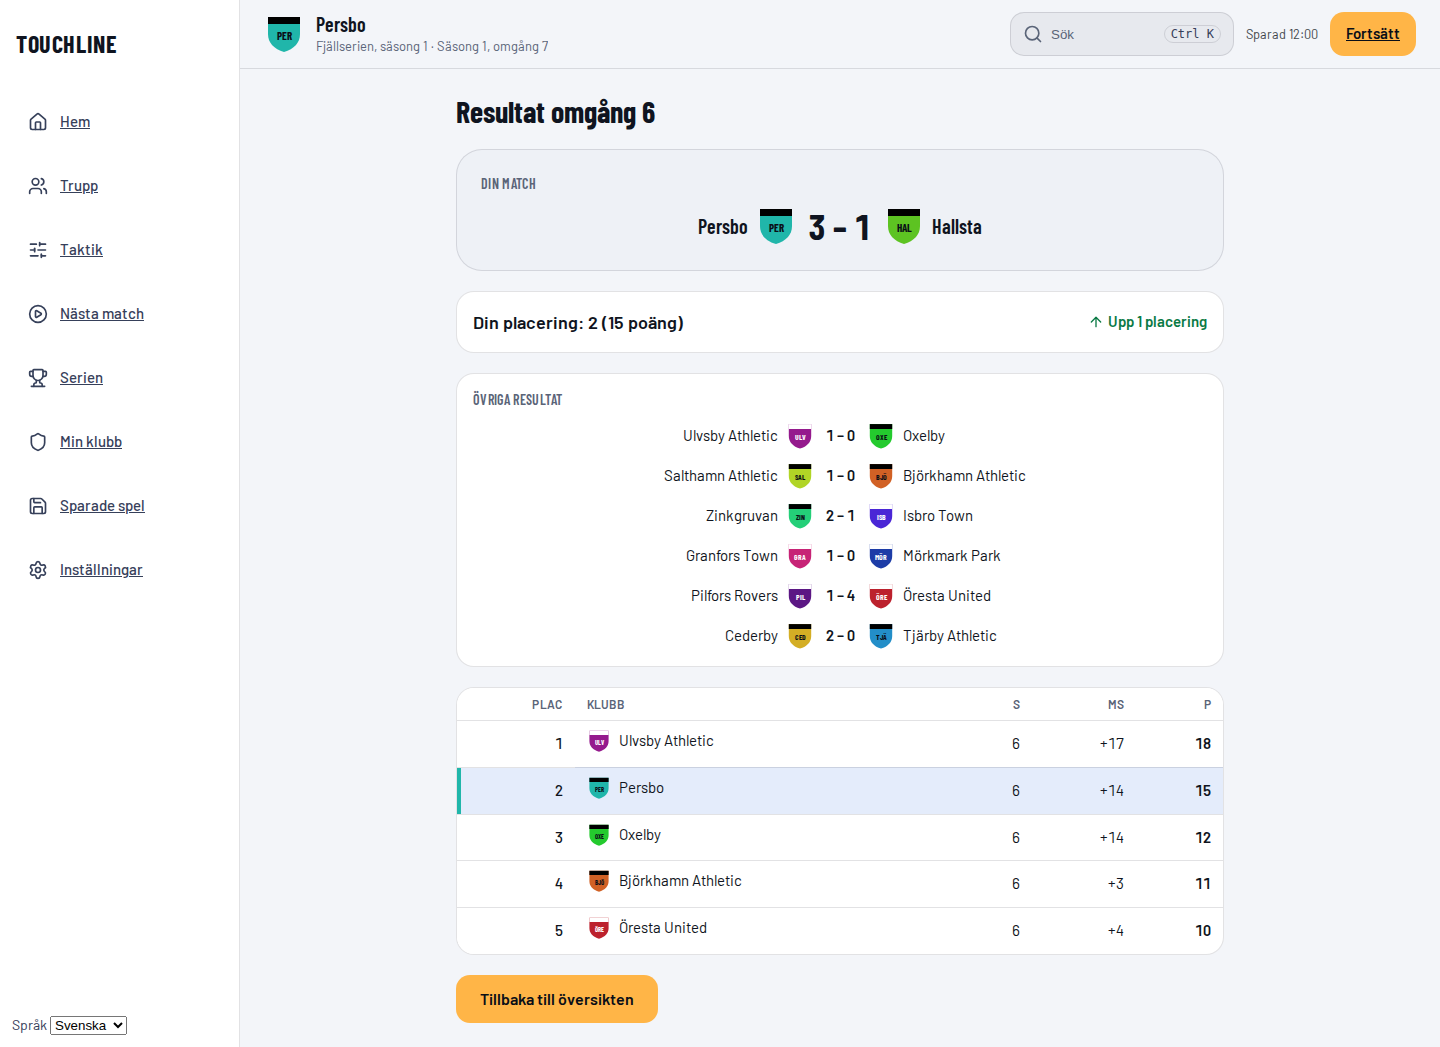 TOUCHLINE
Hem
Trupp
Taktik
Nästa match
Serien
Min klubb
Sparade spel
Inställningar
Språk Svenska
PER Persbo
Fjällserien, säsong 1 · Säsong 1, omgång 7
Sök Ctrl K
Sparad 12:00
Fortsätt
Resultat omgång 6
DIN MATCH
Persbo PER 3 – 1 HAL Hallsta
Din placering: 2 (15 poäng) Upp 1 placering
ÖVRIGA RESULTAT
Ulvsby Athletic ULV 1 – 0 OXE Oxelby
Salthamn Athletic SAL 1 – 0 BJÖ Björkhamn Athletic
Zinkgruvan ZIN 2 – 1 ISB Isbro Town
Granfors Town GRA 1 – 0 MÖR Mörkmark Park
Pilfors Rovers PIL 1 – 4 ÖRE Öresta United
Cederby CED 2 – 0 TJÄ Tjärby Athletic
PLAC KLUBB S MS P
1 ULV Ulvsby Athletic 6 +17 18
2 PER Persbo 6 +14 15
3 OXE Oxelby 6 +14 12
4 BJÖ Björkhamn Athletic 6 +3 11
5 ÖRE Öresta United 6 +4 10
Tillbaka till översikten